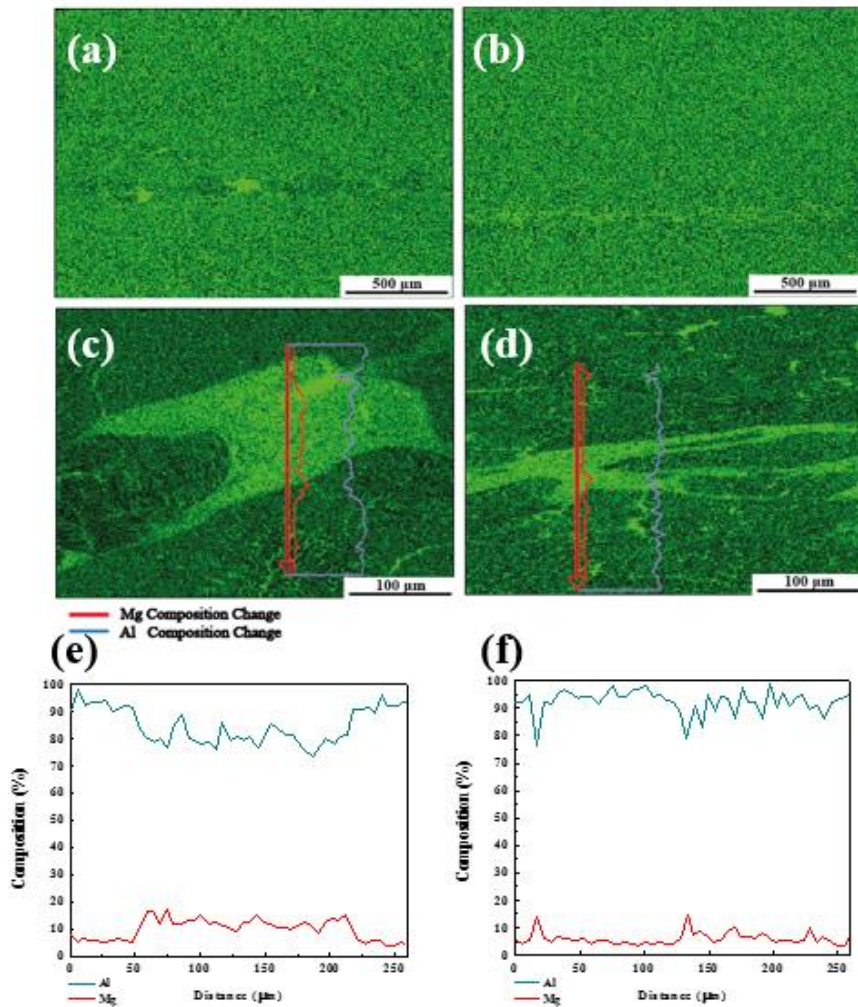 (a)
(b)
500 µm
500 µm
(c)
(d)
100 µm
100 µm
Mg Composition Change
Al Composition Change
(e)
(f)
100
90
80
70
60
50
40
30
20
10
0
Composition (%)
0 50 100 150 200 250
Distance (µm)
Al
Mg
100
90
80
70
60
50
40
30
20
10
0
Composition (%)
0 50 100 150 200 250
Distance (µm)
Al
Mg